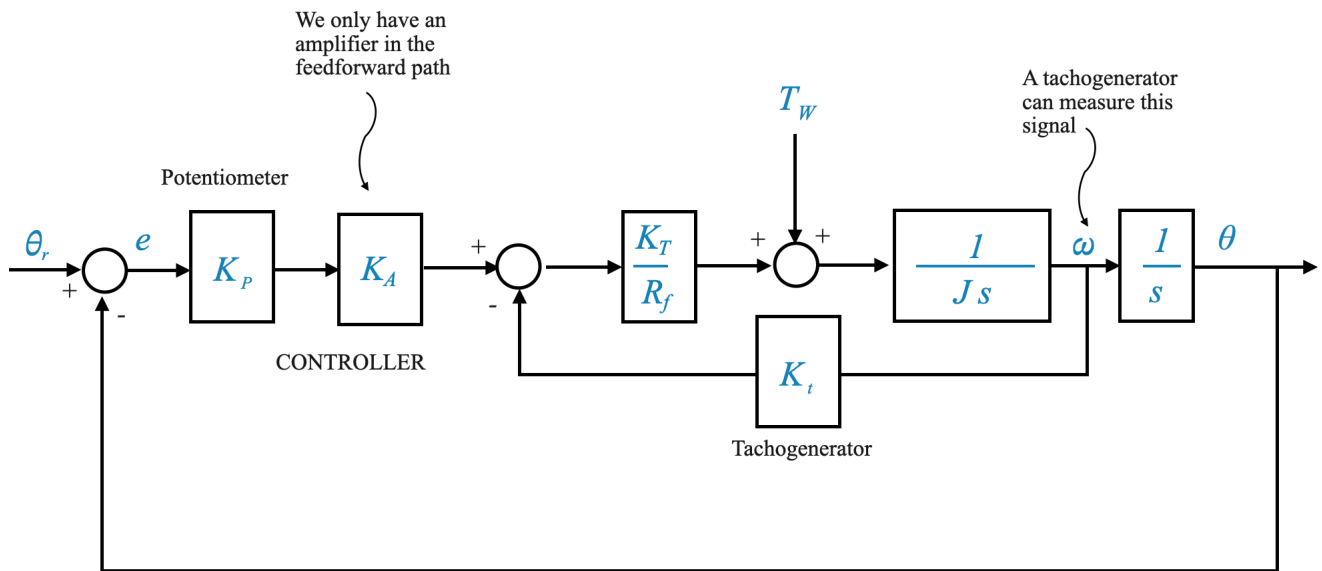 We only have an
amplifier in the
feedforward path
A tachogenerator
can measure this
signal
T_W
Potentiometer
θ_r
+
-
e
K_P
K_A
CONTROLLER
+
-
K_T
R_f
+
+
1
J s
ω
1
s
θ
K_t
Tachogenerator